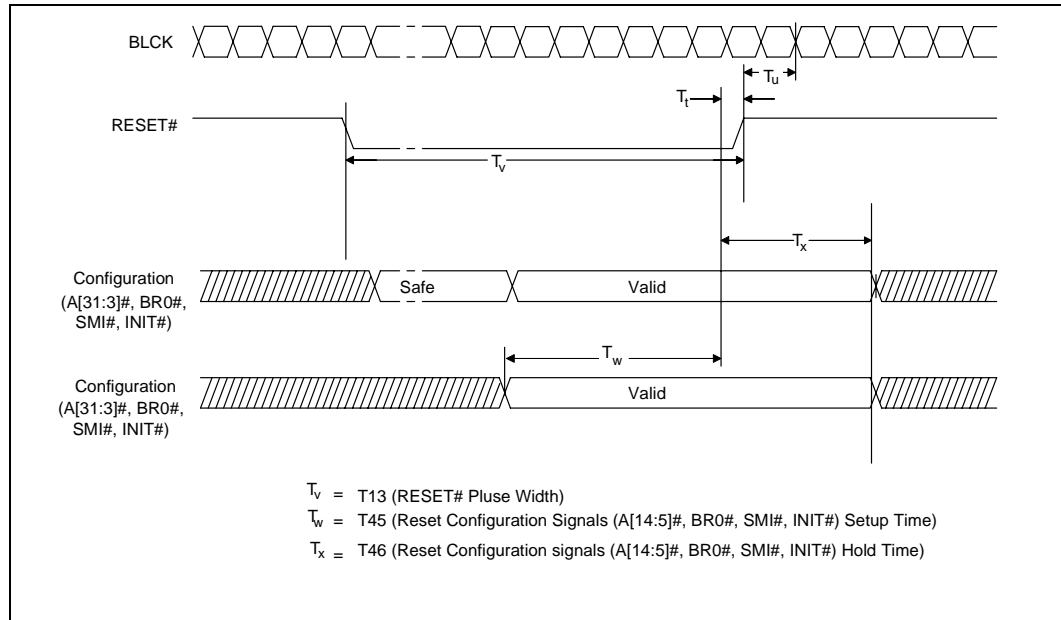 BLCK
Tu
Tt
RESET#
Tv
Tx
Configuration
(A[31:3]#, BR0#,
SMI#, INIT#)
Safe
Valid
Tw
Configuration
(A[31:3]#, BR0#,
SMI#, INIT#)
Valid
Tv = T13 (RESET# Pluse Width)
Tw = T45 (Reset Configuration Signals (A[14:5]#, BR0#, SMI#, INIT#) Setup Time)
Tx = T46 (Reset Configuration signals (A[14:5]#, BR0#, SMI#, INIT#) Hold Time)